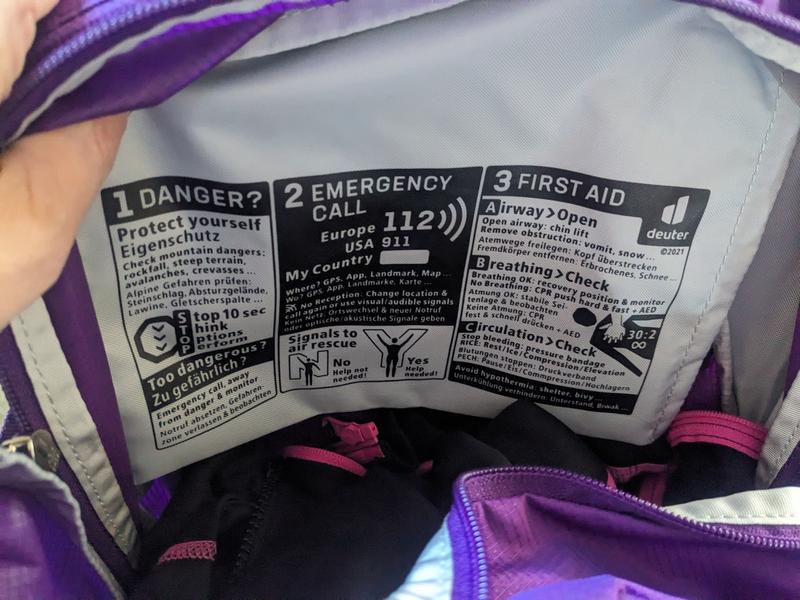 1 DANGER?
Protect yourself
Eigenschutz
Check mountain dangers:
rockfall, steep terrain,
avalanches, crevasses ...
Alpine Gefahren prüfen:
Steinschlag, Absturzgelände,
Lawine, Gletscherspalte ...
Stop 10 sec
Think
Options
Perform
Too dangerous?
Zu gefährlich?
Emergency call, away
from danger & monitor
Notruf absetzen, Gefahren-
zone verlassen & beobachten
2 EMERGENCY
CALL
Europe 112
USA 911
My Country
Where? GPS, App, Landmark, Map ...
Wo? GPS, App, Landmarke, Karte ...
No Reception: Change location &
call again or use visual/audible signals
Kein Netz: Ortswechsel & neuer Notruf
oder optische/akustische Signale geben
Signals to
air rescue
No
Help not
needed!
Yes
Help
needed!
3 FIRST AID
deuter
©2021
Airway > Open
Open airway: chin lift
Remove obstruction: vomit, snow ...
Atemwege freilegen: Kopf überstrecken
Fremdkörper entfernen: Erbrochenes, Schnee ...
Breathing > Check
Breathing OK: recovery position & monitor
No Breathing: CPR push hard & fast + AED
Atmung OK: stabile Sei-
tenlage & beobachten
Keine Atmung: CPR
fest & schnell drücken + AED
30:2
∞
Circulation > Check
Stop bleeding: pressure bandage
RICE: Rest/Ice/Compression/Elevation
Blutungen stoppen: Druckverband
PECH: Pause/Eis/Commpression/Hochlagern
Avoid hypothermia: shelter, bivy ...
Unterkühlung verhindern: Unterstand, Biwak ...